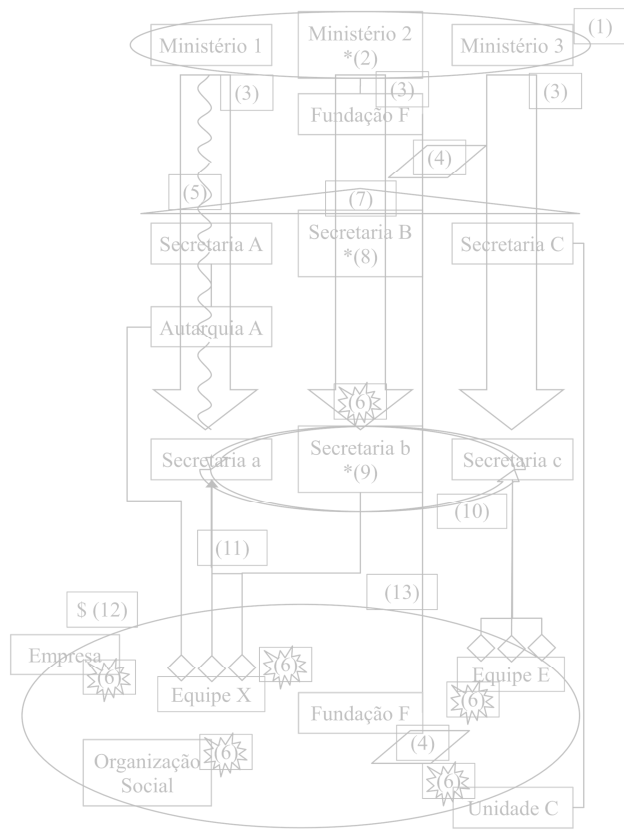 (1)
Ministério 1
Ministério 2
*(2)
Ministério 3
(3)
(3)
(3)
Fundação F
(4)
(5)
(7)
Secretaria A
Secretaria B
*(8)
Secretaria C
Autarquia A
(6)
Secretaria a
Secretaria b
*(9)
Secretaria c
(10)
(11)
(13)
$ (12)
Empresa
(6)
(6)
Equipe X
Equipe E
(6)
Fundação F
(4)
Organização
Social
(6)
(6)
Unidade C